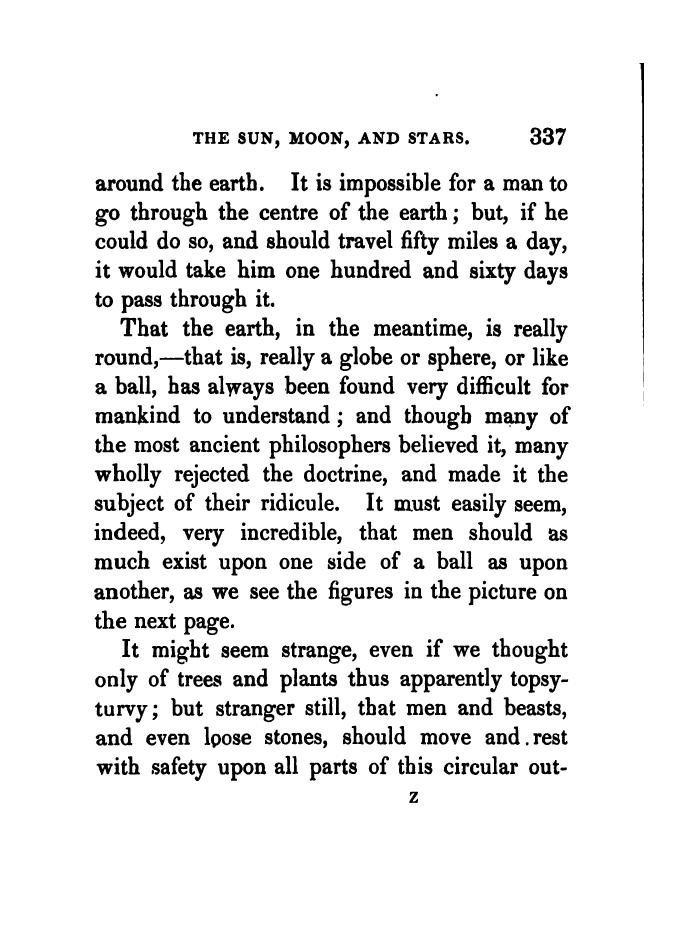 THE SUN, MOON, AND STARS. 337
around the earth. It is impossible for a man to
go through the centre of the earth; but, if he
could do so, and should travel fifty miles a day,
it would take him one hundred and sixty days
to pass through it.
That the earth, in the meantime, is really
round,—that is, really a globe or sphere, or like
a ball, has always been found very difficult for
mankind to understand; and though many of
the most ancient philosophers believed it, many
wholly rejected the doctrine, and made it the
subject of their ridicule. It must easily seem,
indeed, very incredible, that men should as
much exist upon one side of a ball as upon
another, as we see the figures in the picture on
the next page.
It might seem strange, even if we thought
only of trees and plants thus apparently topsy-
turvy; but stranger still, that men and beasts,
and even loose stones, should move and rest
with safety upon all parts of this circular out-
Z